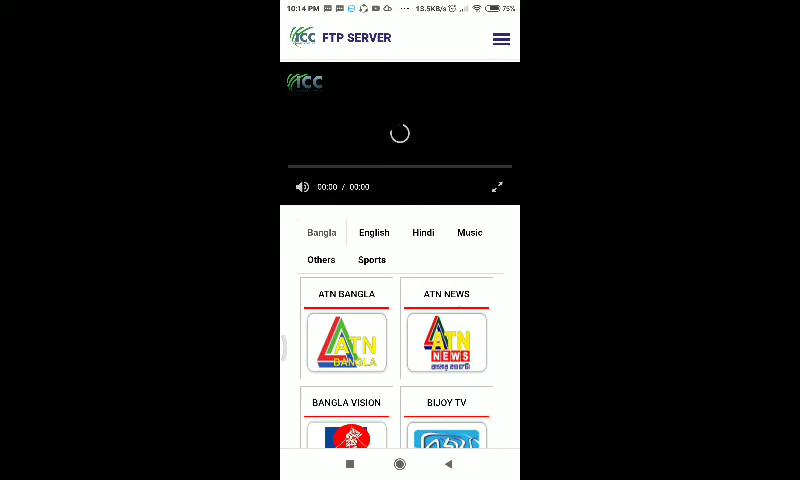 10:14 PM 13.5KB/s 75%
ICC FTP SERVER
ICC
00:00 / 00:00
Bangla English Hindi Music
Others Sports
ATN BANGLA ATN NEWS
ATN
BANGLA
ATN
NEWS
BANGLA VISION BIJOY TV